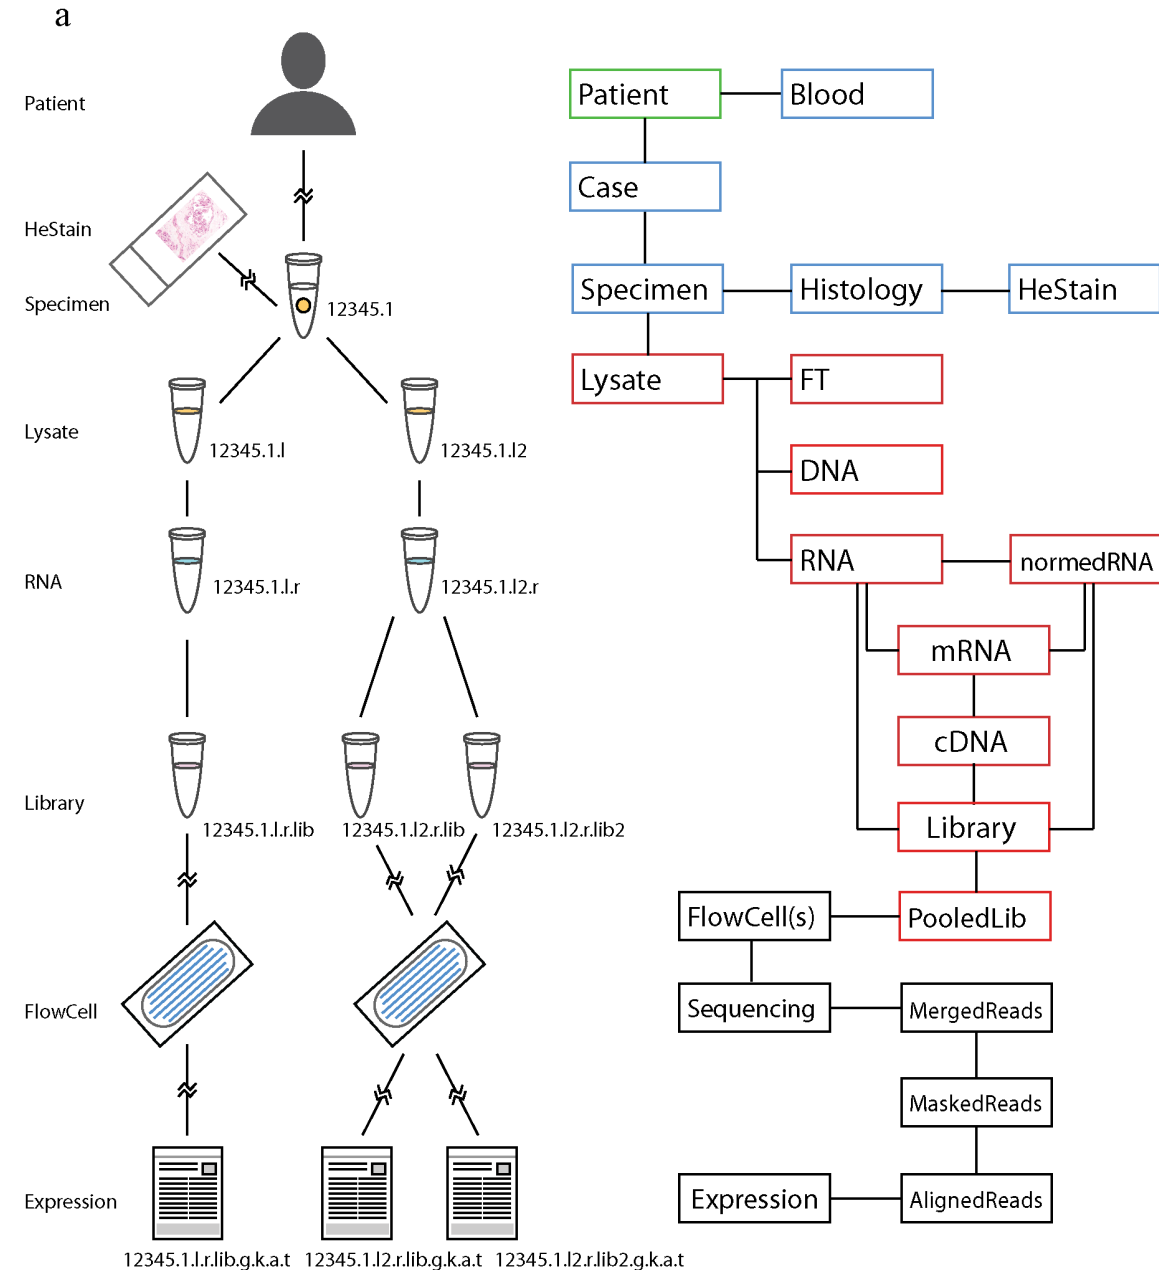 a
Patient
HeStain
Specimen
12345.1
Lysate
12345.1.l
12345.1.l2
RNA
12345.1.l.r
12345.1.l2.r
Library
12345.1.l.r.lib
12345.1.l2.r.lib
12345.1.l2.r.lib2
FlowCell
Expression
12345.1.l.r.lib.g.k.a.t
12345.1.l2.r.lib.g.k.a.t
12345.1.l2.r.lib2.g.k.a.t
Patient
Blood
Case
Specimen
Histology
HeStain
Lysate
FT
DNA
RNA
normedRNA
mRNA
cDNA
Library
FlowCell(s)
PooledLib
Sequencing
MergedReads
MaskedReads
Expression
AlignedReads